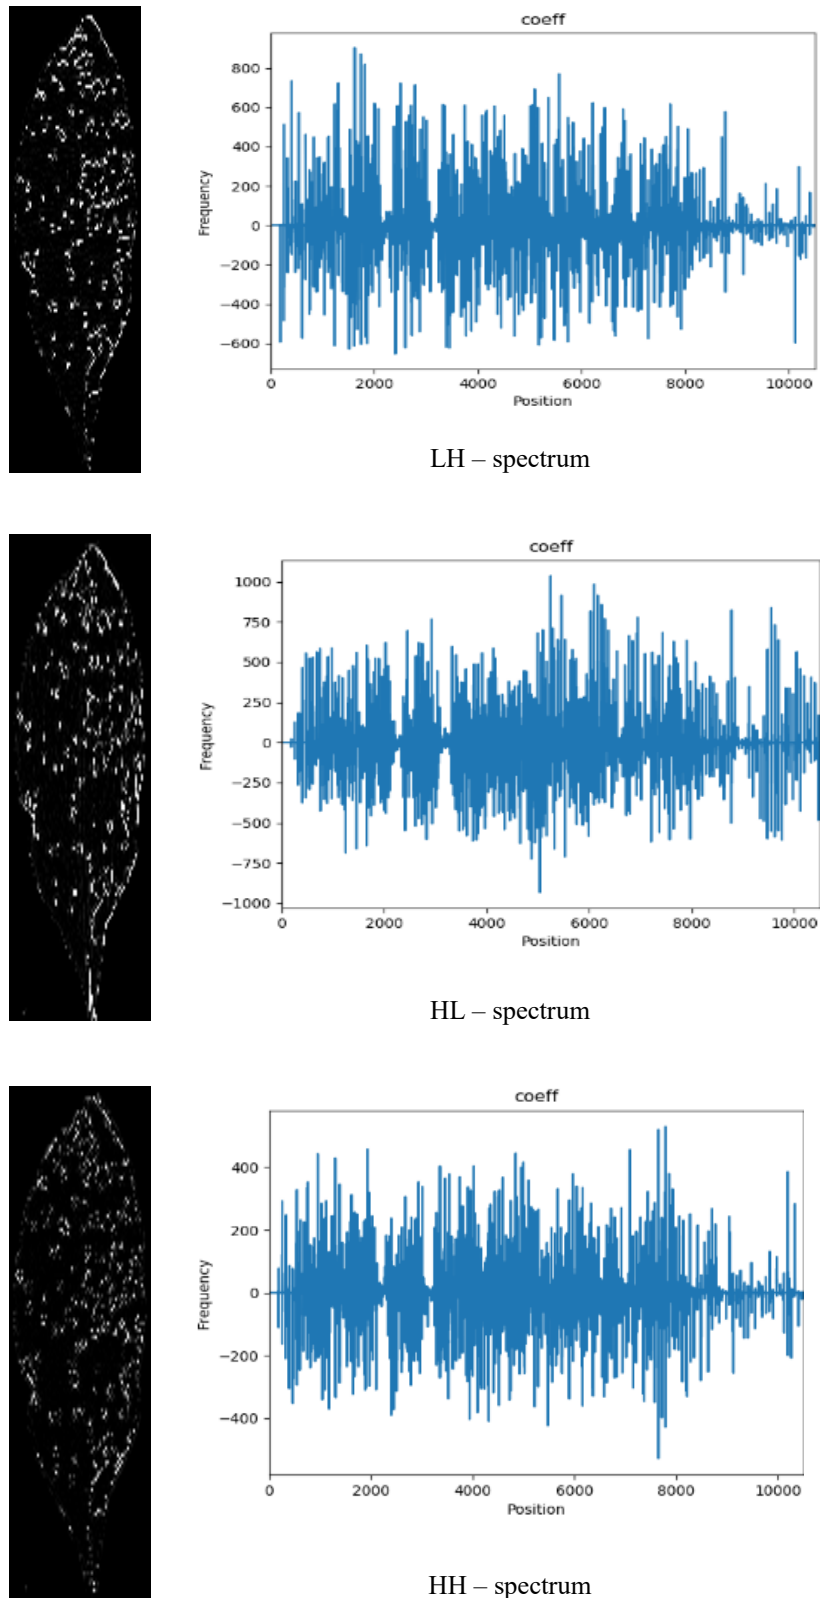 coeff
800
600
400
200
0
−200
−400
−600
Frequency
0 2000 4000 6000 8000 10000
Position
LH – spectrum
coeff
1000
750
500
250
0
−250
−500
−750
−1000
Frequency
0 2000 4000 6000 8000 10000
Position
HL – spectrum
coeff
400
200
0
−200
−400
Frequency
0 2000 4000 6000 8000 10000
Position
HH – spectrum